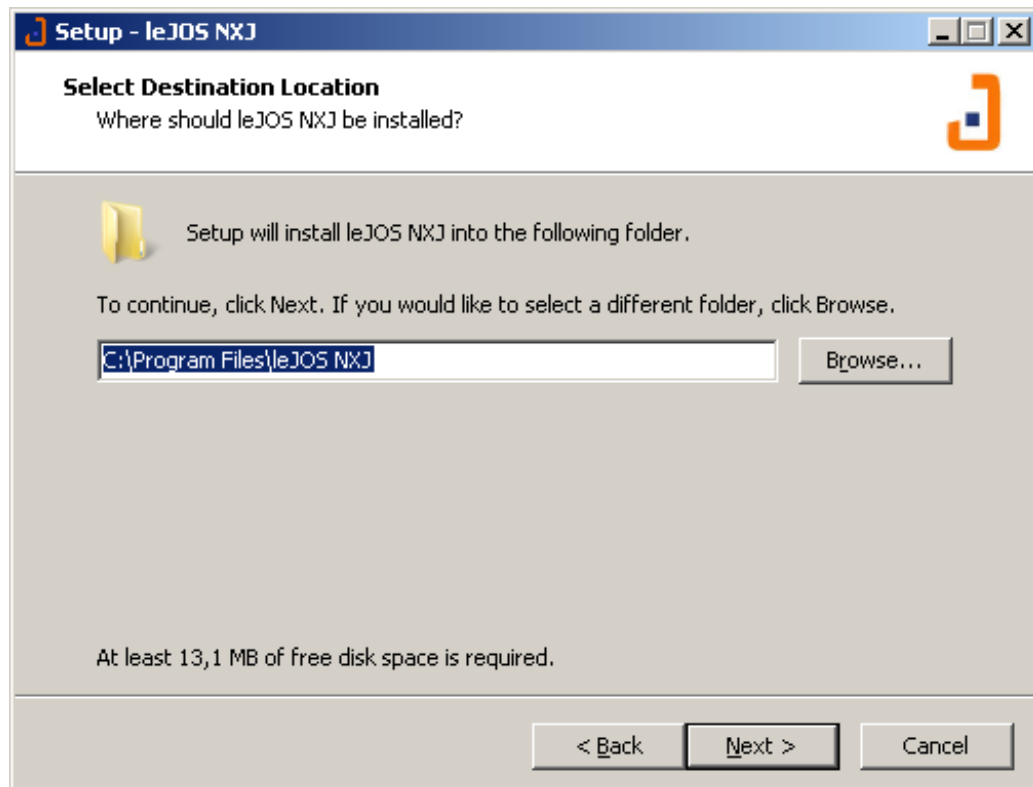 Setup - leJOS NXJ
Select Destination Location
Where should leJOS NXJ be installed?
Setup will install leJOS NXJ into the following folder.
To continue, click Next. If you would like to select a different folder, click Browse.
C:\Program Files\leJOS NXJ
Browse...
At least 13,1 MB of free disk space is required.
< Back
Next >
Cancel